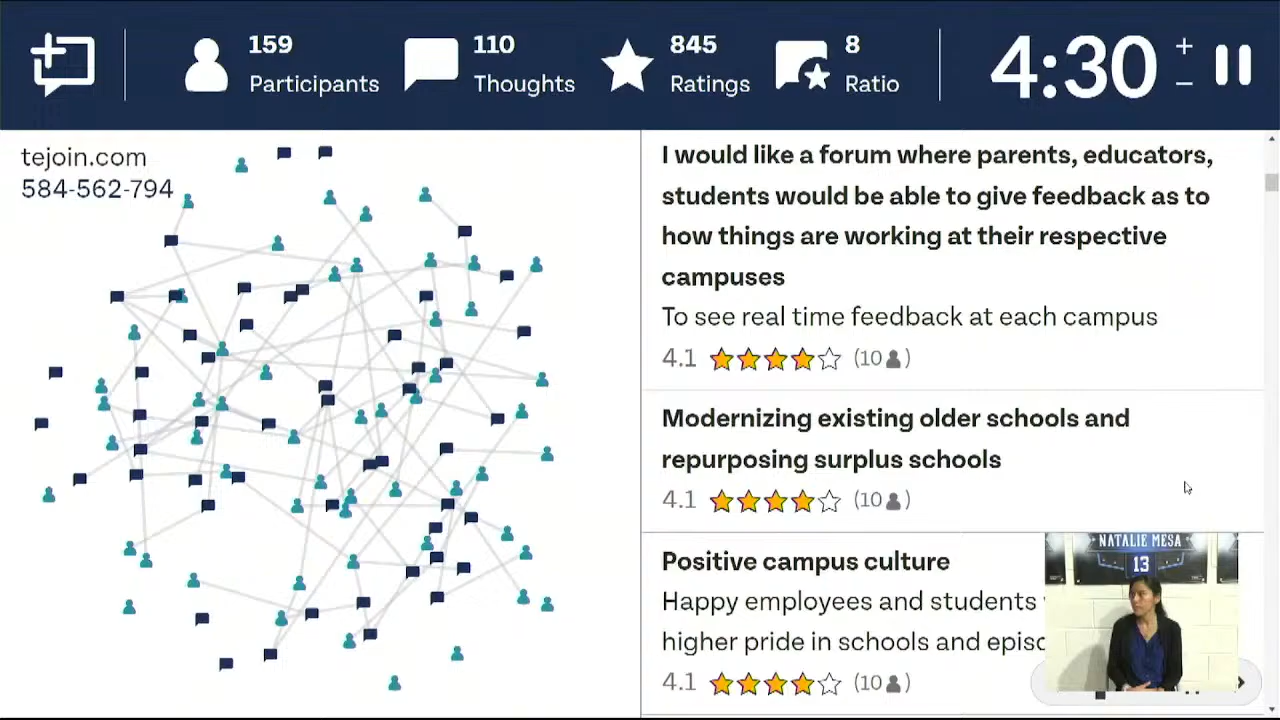 159
Participants
110
Thoughts
845
Ratings
8
Ratio
4:30
+
−
tejoin.com
584-562-794
I would like a forum where parents, educators,
students would be able to give feedback as to
how things are working at their respective
campuses
To see real time feedback at each campus
4.1 (10)
Modernizing existing older schools and
repurposing surplus schools
4.1 (10)
Positive campus culture
Happy employees and students
higher pride in schools and
4.1 (10)
NATALIE MESA
13